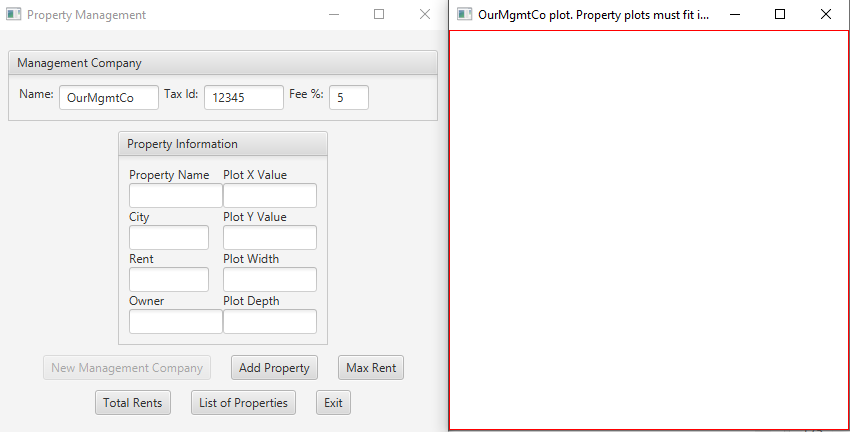 Property Management
OurMgmtCo plot. Property plots must fit i...
Management Company
Name: OurMgmtCo Tax Id: 12345 Fee %: 5
Property Information
Property Name Plot X Value
City Plot Y Value
Rent Plot Width
Owner Plot Depth
New Management Company Add Property Max Rent
Total Rents List of Properties Exit